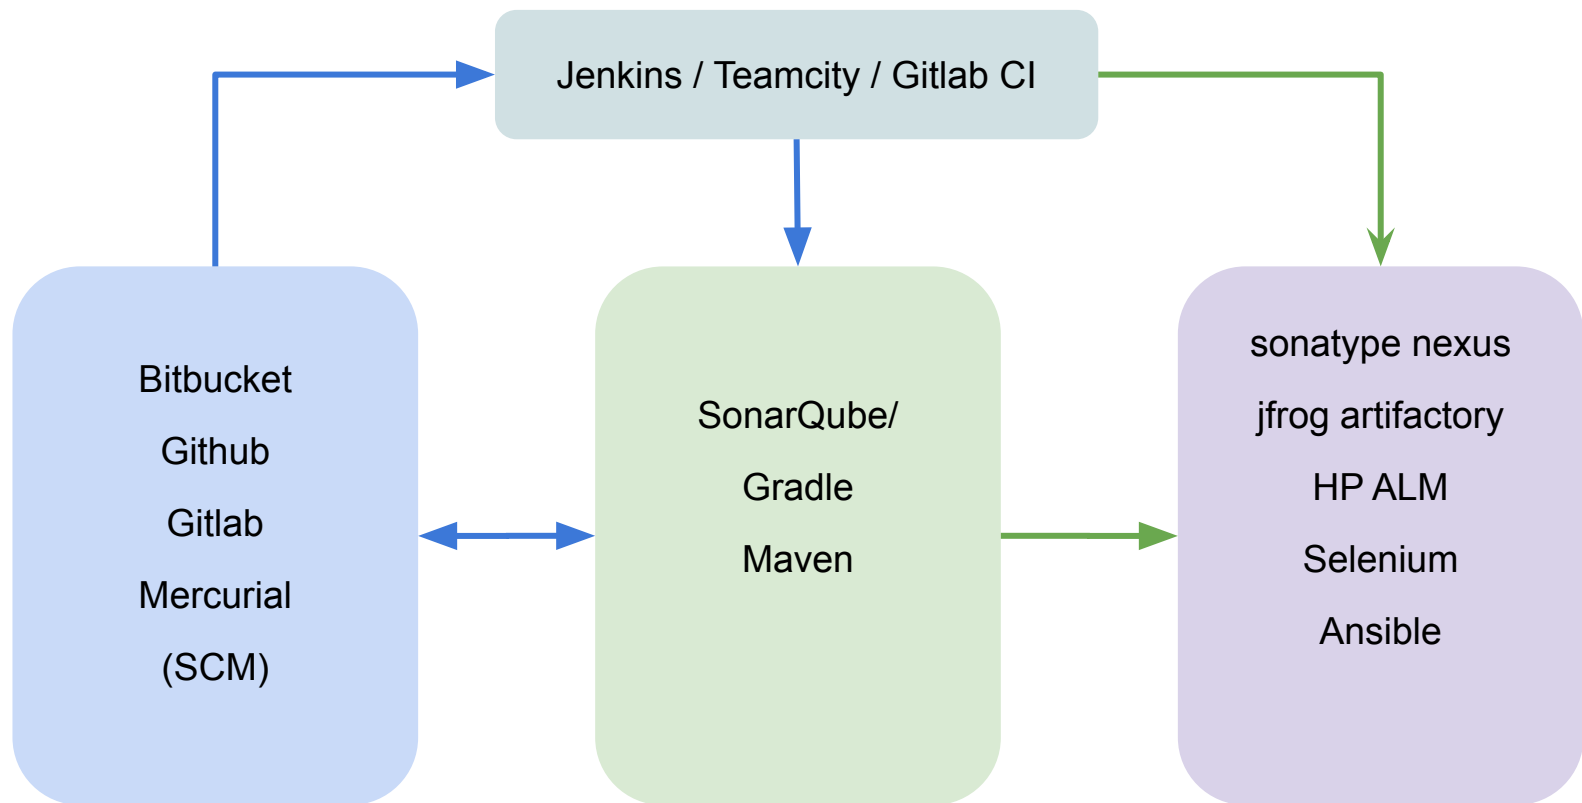 Jenkins / Teamcity / Gitlab CI
Bitbucket
Github
Gitlab
Mercurial
(SCM)
SonarQube/
Gradle
Maven
sonatype nexus
jfrog artifactory
HP ALM
Selenium
Ansible